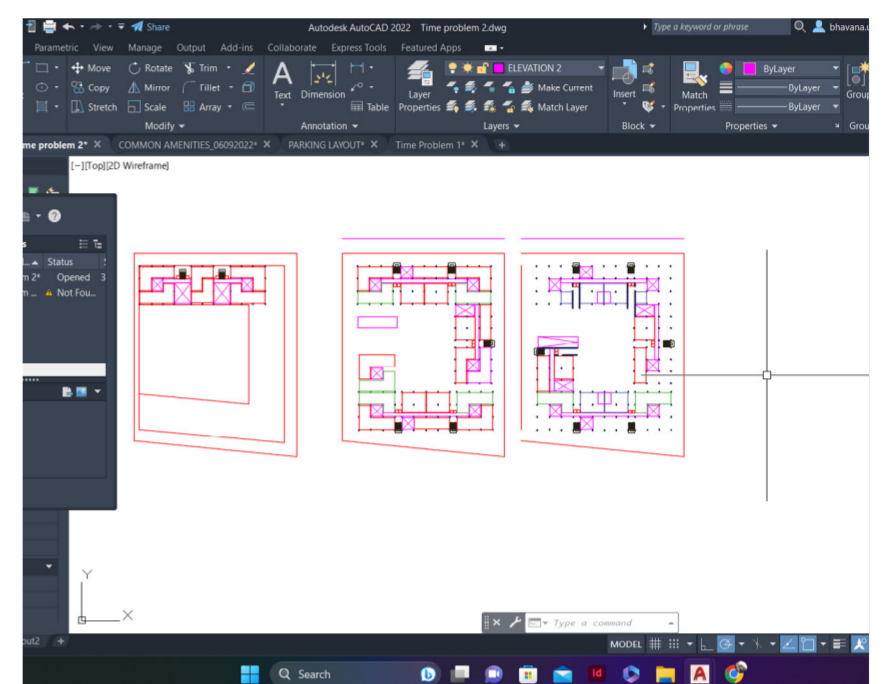 Share Autodesk AutoCAD 2022 Time problem 2.dwg Type a keyword or phrase bhavana.u
Parametric View Manage Output Add-ins Collaborate Express Tools Featured Apps
Move Rotate Trim ELEVATION 2 ByLayer
Copy Mirror Fillet Make Current ByLayer
Stretch Scale Array Text Dimension Table Layer Properties Match Layer Insert Match Properties ByLayer Group
Modify Annotation Layers Block Properties Grou
me problem 2* COMMON AMENITIES_06092022* PARKING LAYOUT* Time Problem 1* +
[−][Top][2D Wireframe]
s
Status
m 2* Opened 3
m ... Not Fou...
Y
X
Type a command
out2 + MODEL
Search
Id
A